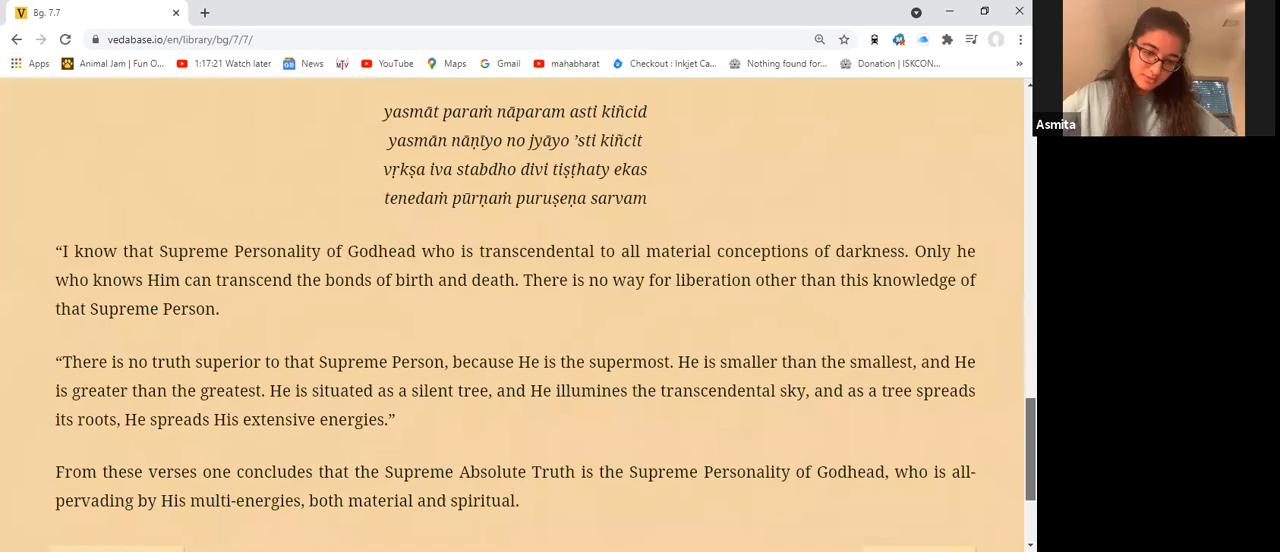 Bg. 7.7
vedabase.io/en/library/bg/7/7/
Apps Animal Jam | Fun O... 1:17:21 Watch later News YouTube Maps Gmail mahabharat Checkout : Inkjet Ca... Nothing found for... Donation | ISKCON... »
Asmita
yasmāt paraṁ nāparam asti kiñcid
yasmān nāṇīyo no jyāyo ’sti kiñcit
vṛkṣa iva stabdho divi tiṣṭhaty ekas
tenedaṁ pūrṇaṁ puruṣeṇa sarvam
“I know that Supreme Personality of Godhead who is transcendental to all material conceptions of darkness. Only he
who knows Him can transcend the bonds of birth and death. There is no way for liberation other than this knowledge of
that Supreme Person.
“There is no truth superior to that Supreme Person, because He is the supermost. He is smaller than the smallest, and He
is greater than the greatest. He is situated as a silent tree, and He illumines the transcendental sky, and as a tree spreads
its roots, He spreads His extensive energies.”
From these verses one concludes that the Supreme Absolute Truth is the Supreme Personality of Godhead, who is all-
pervading by His multi-energies, both material and spiritual.